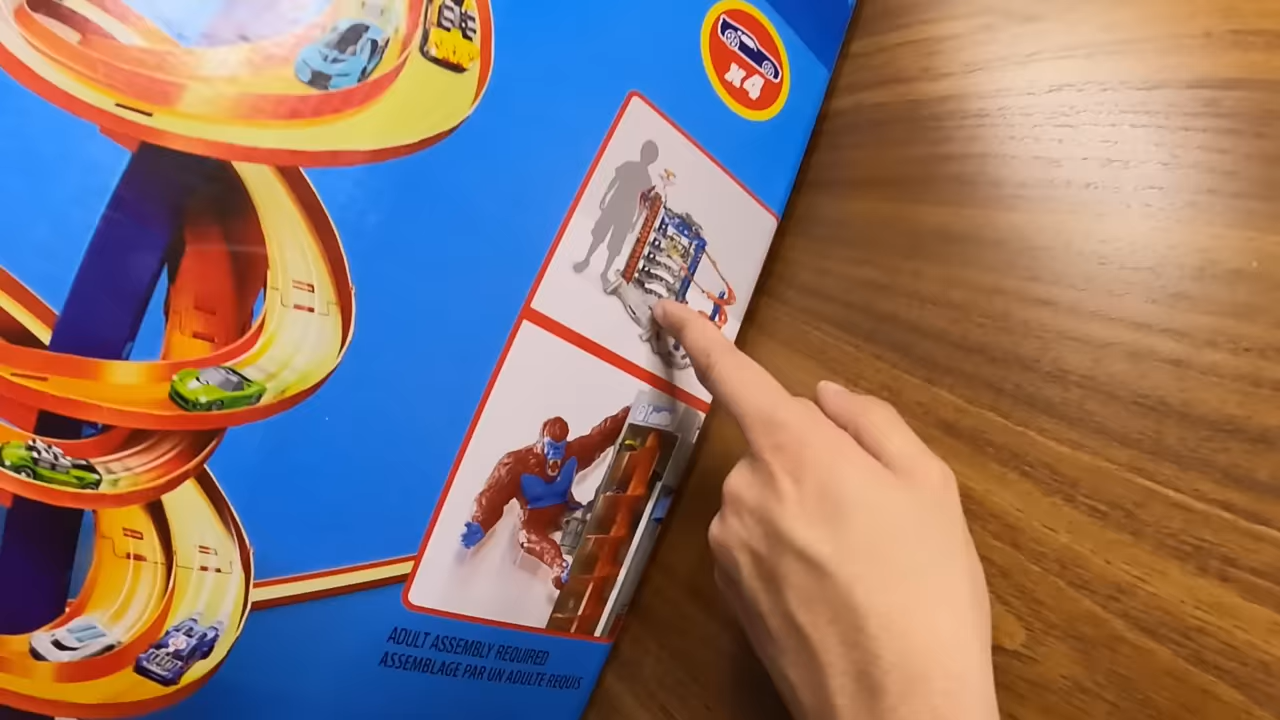 x4
ADULT ASSEMBLY REQUIRED
ASSEMBLAGE PAR UN ADULTE REQUIS